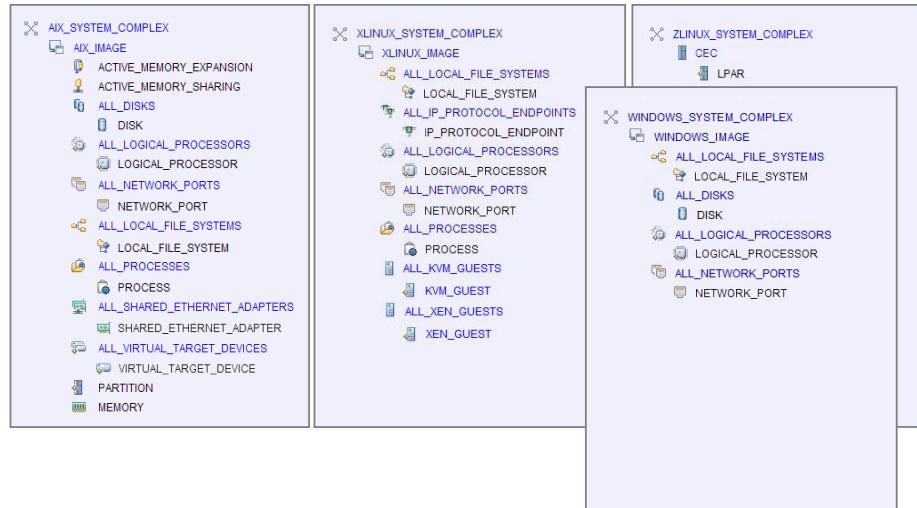 AIX_SYSTEM_COMPLEX
AIX_IMAGE
ACTIVE_MEMORY_EXPANSION
ACTIVE_MEMORY_SHARING
ALL_DISKS
DISK
ALL_LOGICAL_PROCESSORS
LOGICAL_PROCESSOR
ALL_NETWORK_PORTS
NETWORK_PORT
ALL_LOCAL_FILE_SYSTEMS
LOCAL_FILE_SYSTEM
ALL_PROCESSES
PROCESS
ALL_SHARED_ETHERNET_ADAPTERS
SHARED_ETHERNET_ADAPTER
ALL_VIRTUAL_TARGET_DEVICES
VIRTUAL_TARGET_DEVICE
PARTITION
MEMORY
XLINUX_SYSTEM_COMPLEX
XLINUX_IMAGE
ALL_LOCAL_FILE_SYSTEMS
LOCAL_FILE_SYSTEM
ALL_IP_PROTOCOL_ENDPOINTS
IP_PROTOCOL_ENDPOINT
ALL_LOGICAL_PROCESSORS
LOGICAL_PROCESSOR
ALL_NETWORK_PORTS
NETWORK_PORT
ALL_PROCESSES
PROCESS
ALL_KVM_GUESTS
KVM_GUEST
ALL_XEN_GUESTS
XEN_GUEST
ZLINUX_SYSTEM_COMPLEX
CEC
LPAR
WINDOWS_SYSTEM_COMPLEX
WINDOWS_IMAGE
ALL_LOCAL_FILE_SYSTEMS
LOCAL_FILE_SYSTEM
ALL_DISKS
DISK
ALL_LOGICAL_PROCESSORS
LOGICAL_PROCESSOR
ALL_NETWORK_PORTS
NETWORK_PORT